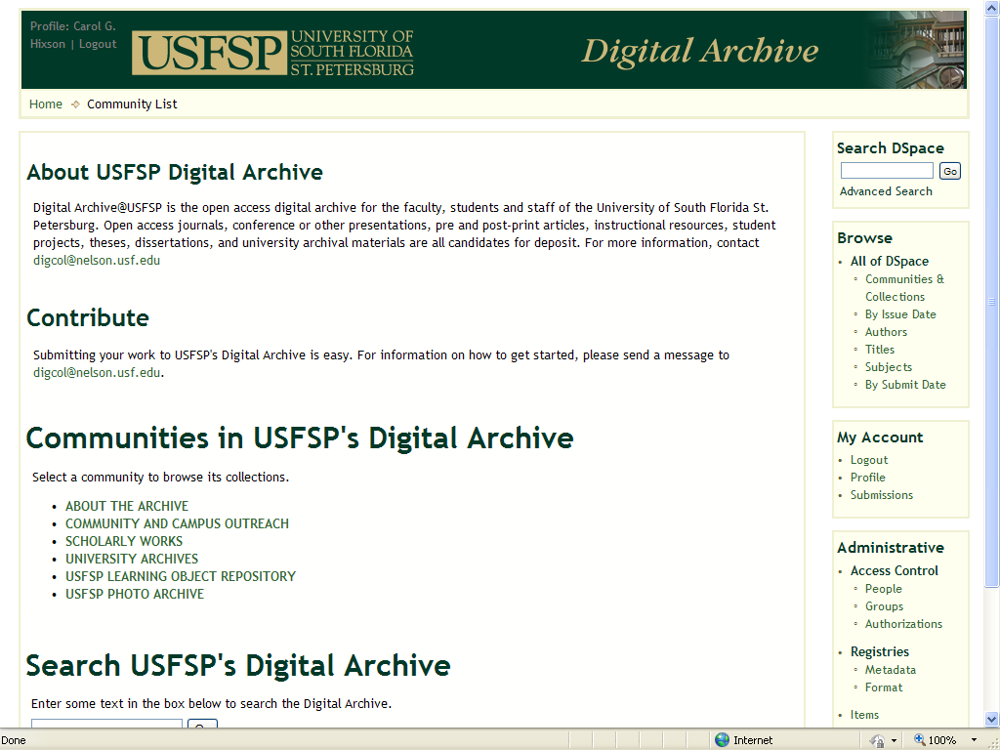 Profile: Carol G.
Hixson | Logout
USFSP UNIVERSITY OF
SOUTH FLORIDA
ST. PETERSBURG
Digital Archive
Home Community List
About USFSP Digital Archive
Digital Archive@USFSP is the open access digital archive for the faculty, students and staff of the University of South Florida St.
Petersburg. Open access journals, conference or other presentations, pre and post-print articles, instructional resources, student
projects, theses, dissertations, and university archival materials are all candidates for deposit. For more information, contact
digcol@nelson.usf.edu
Contribute
Submitting your work to USFSP's Digital Archive is easy. For information on how to get started, please send a message to
digcol@nelson.usf.edu.
Communities in USFSP's Digital Archive
Select a community to browse its collections.
• ABOUT THE ARCHIVE
• COMMUNITY AND CAMPUS OUTREACH
• SCHOLARLY WORKS
• UNIVERSITY ARCHIVES
• USFSP LEARNING OBJECT REPOSITORY
• USFSP PHOTO ARCHIVE
Search USFSP's Digital Archive
Enter some text in the box below to search the Digital Archive.
Search DSpace
Go
Advanced Search
Browse
• All of DSpace
Communities &
Collections
By Issue Date
Authors
Titles
Subjects
By Submit Date
My Account
• Logout
• Profile
• Submissions
Administrative
• Access Control
People
Groups
Authorizations
• Registries
Metadata
Format
• Items
Done
Internet
100%